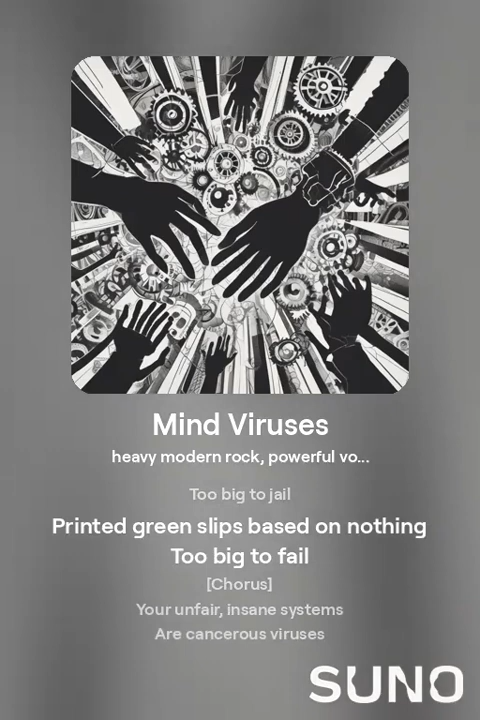 Mind Viruses
heavy modern rock, powerful vo...
Too big to jail
Printed green slips based on nothing
Too big to fail
[Chorus]
Your unfair, insane systems
Are cancerous viruses
SUNO